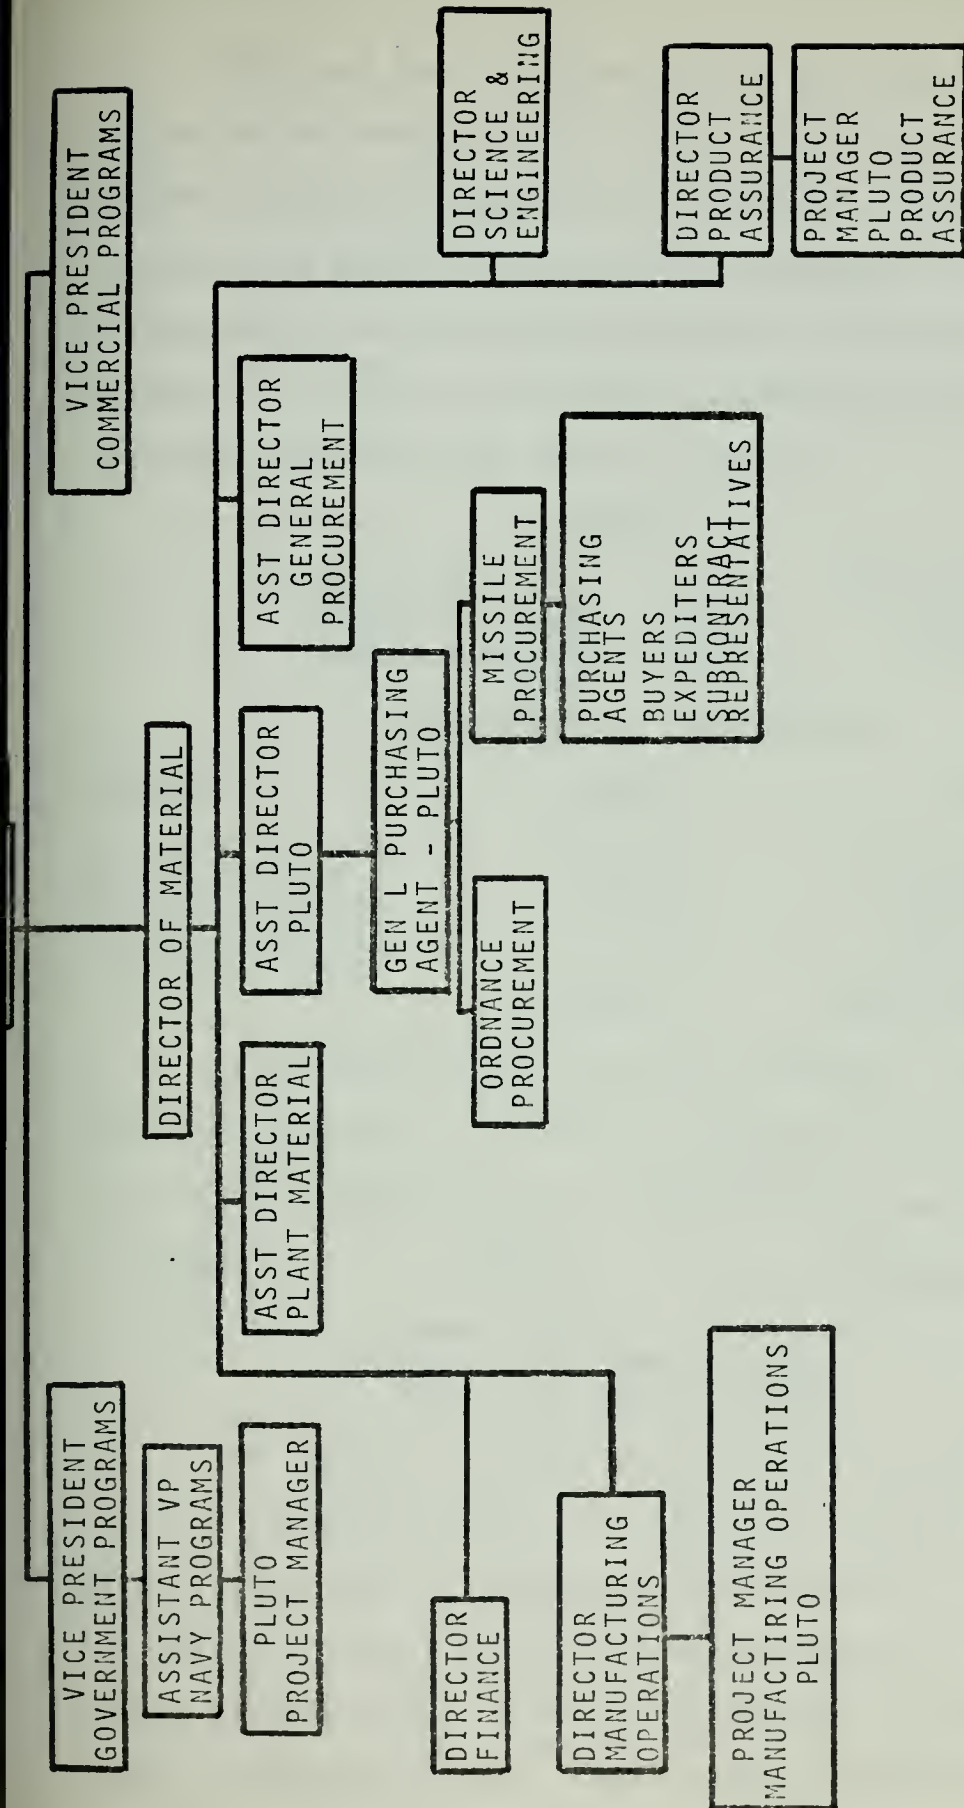 VICE PRESIDENT
GOVERNMENT PROGRAMS
VICE PRESIDENT
COMMERCIAL PROGRAMS
ASSISTANT VP
NAVY PROGRAMS
DIRECTOR OF MATERIAL
PLUTO
PROJECT MANAGER
ASST DIRECTOR
PLANT MATERIAL
ASST DIRECTOR
PLUTO
ASST DIRECTOR
GENERAL
PROCUREMENT
GEN L PURCHASING
AGENT - PLUTO
DIRECTOR
FINANCE
ORDNANCE
PROCUREMENT
MISSILE
PROCUREMENT
DIRECTOR
SCIENCE &
ENGINEERING
DIRECTOR
MANUFACTURING
OPERATIONS
PURCHASING
AGENTS
BUYERS
EXPEDITERS
SUBCONTRACT
REPRESENTATIVES
DIRECTOR
PRODUCT
ASSURANCE
PROJECT MANAGER
MANUFACTIRING OPERATIONS
PLUTO
PROJECT
MANAGER
PLUTO
PRODUCT
ASSURANCE